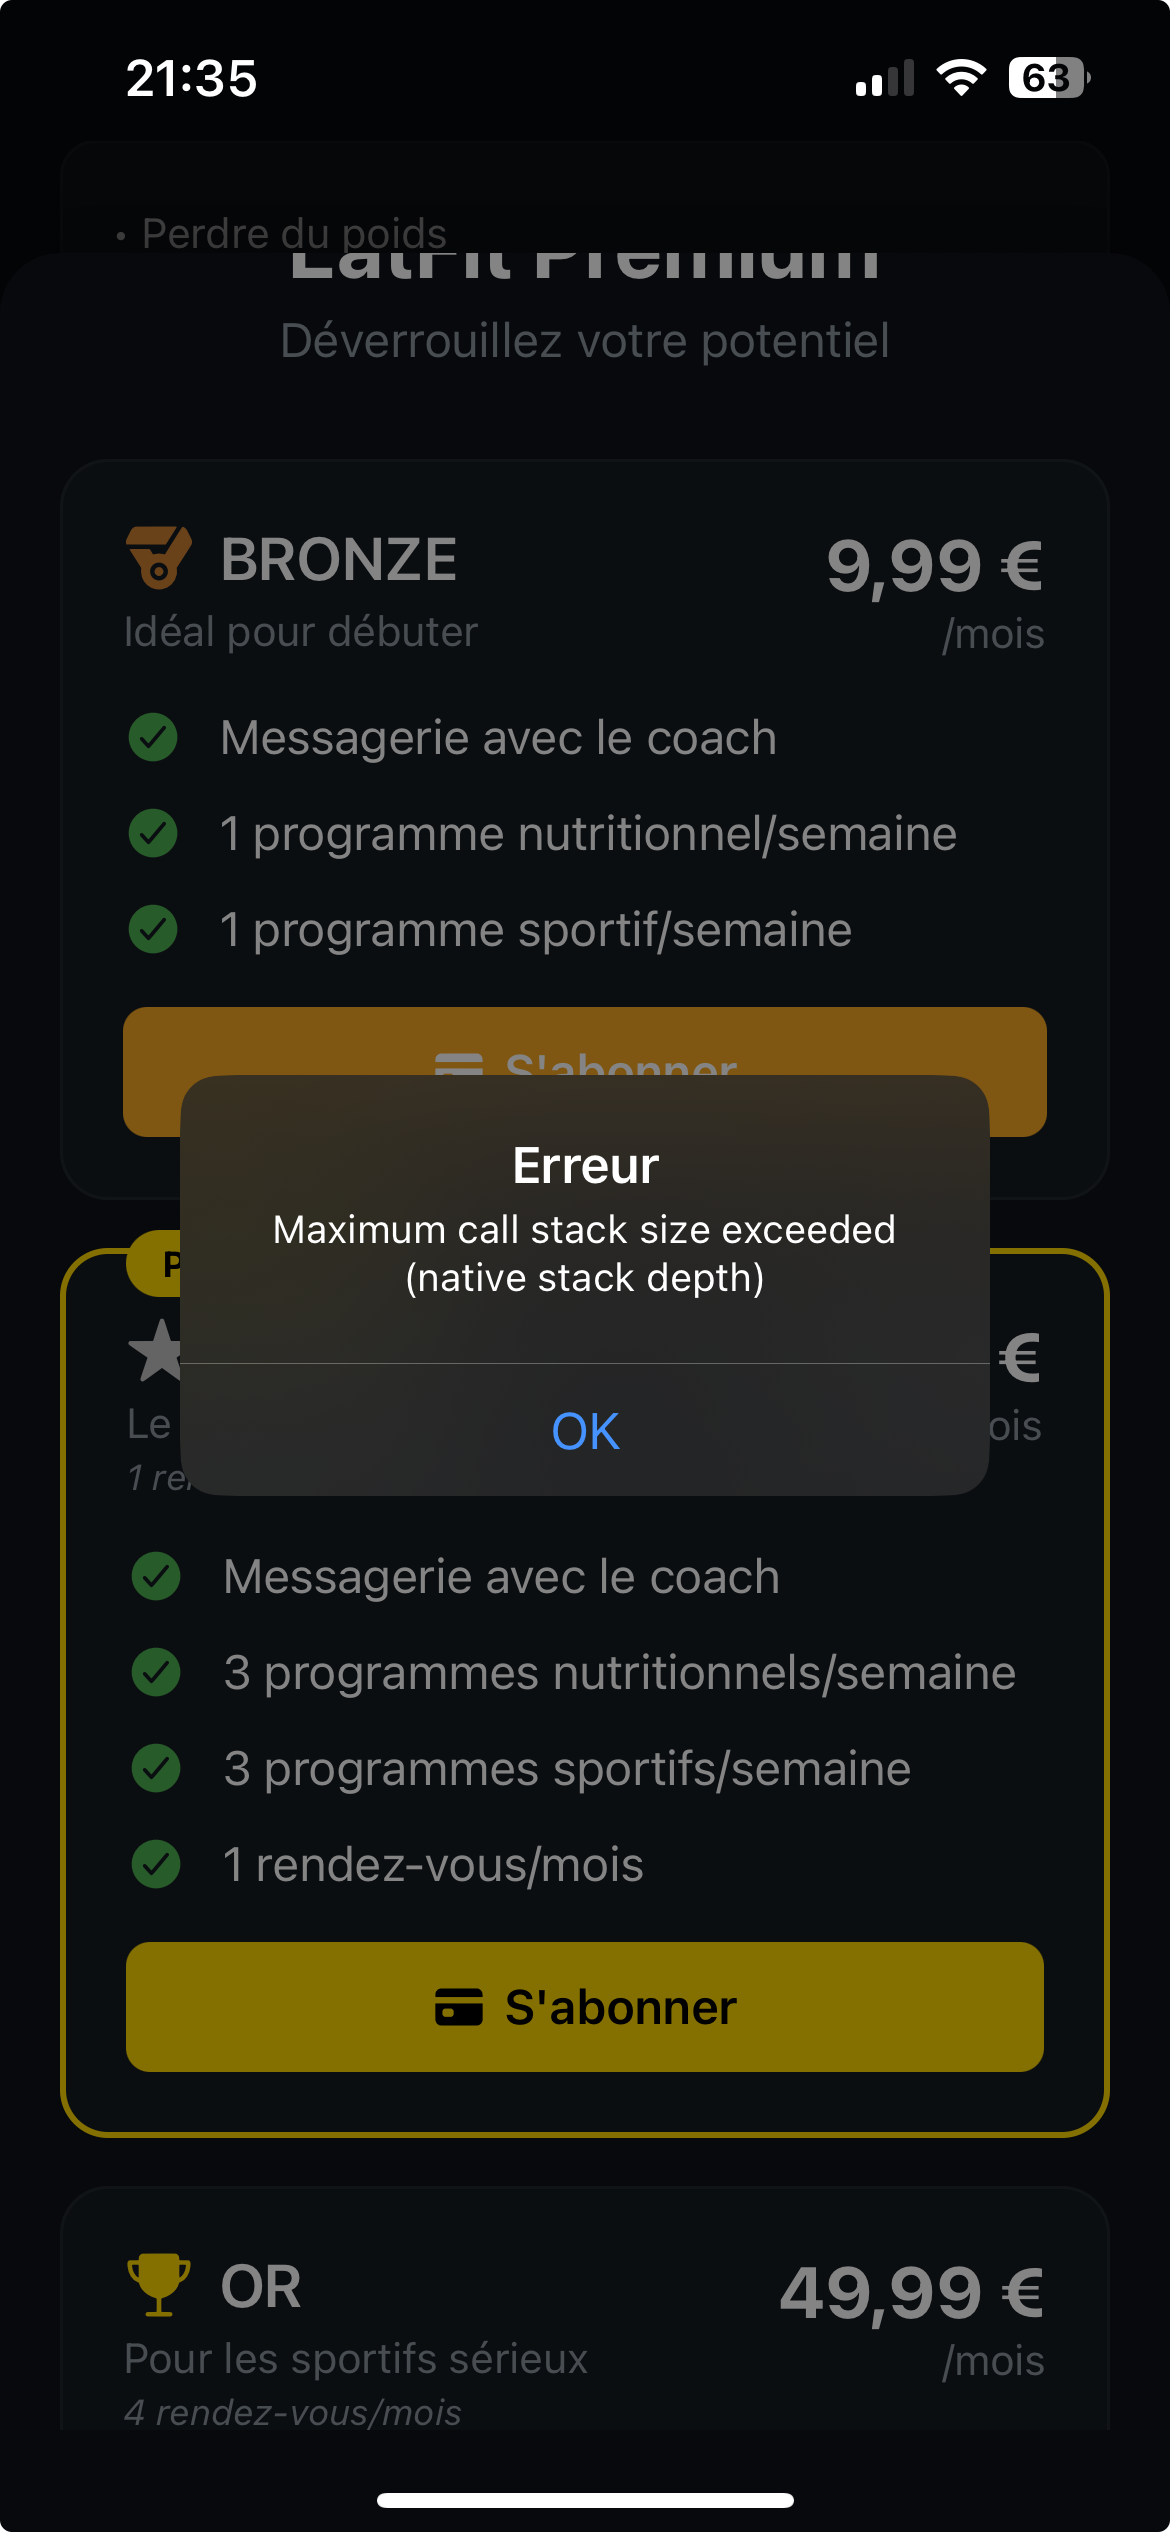 21:35
63
• Perdre du poids
EatFit Premium
Déverrouillez votre potentiel
BRONZE
9,99 €
Idéal pour débuter
/mois
Messagerie avec le coach
1 programme nutritionnel/semaine
1 programme sportif/semaine
S'abonner
Erreur
Maximum call stack size exceeded
(native stack depth)
OK
€
Le
1
Messagerie avec le coach
3 programmes nutritionnels/semaine
3 programmes sportifs/semaine
1 rendez-vous/mois
S'abonner
OR
49,99 €
Pour les sportifs sérieux
/mois
4 rendez-vous/mois